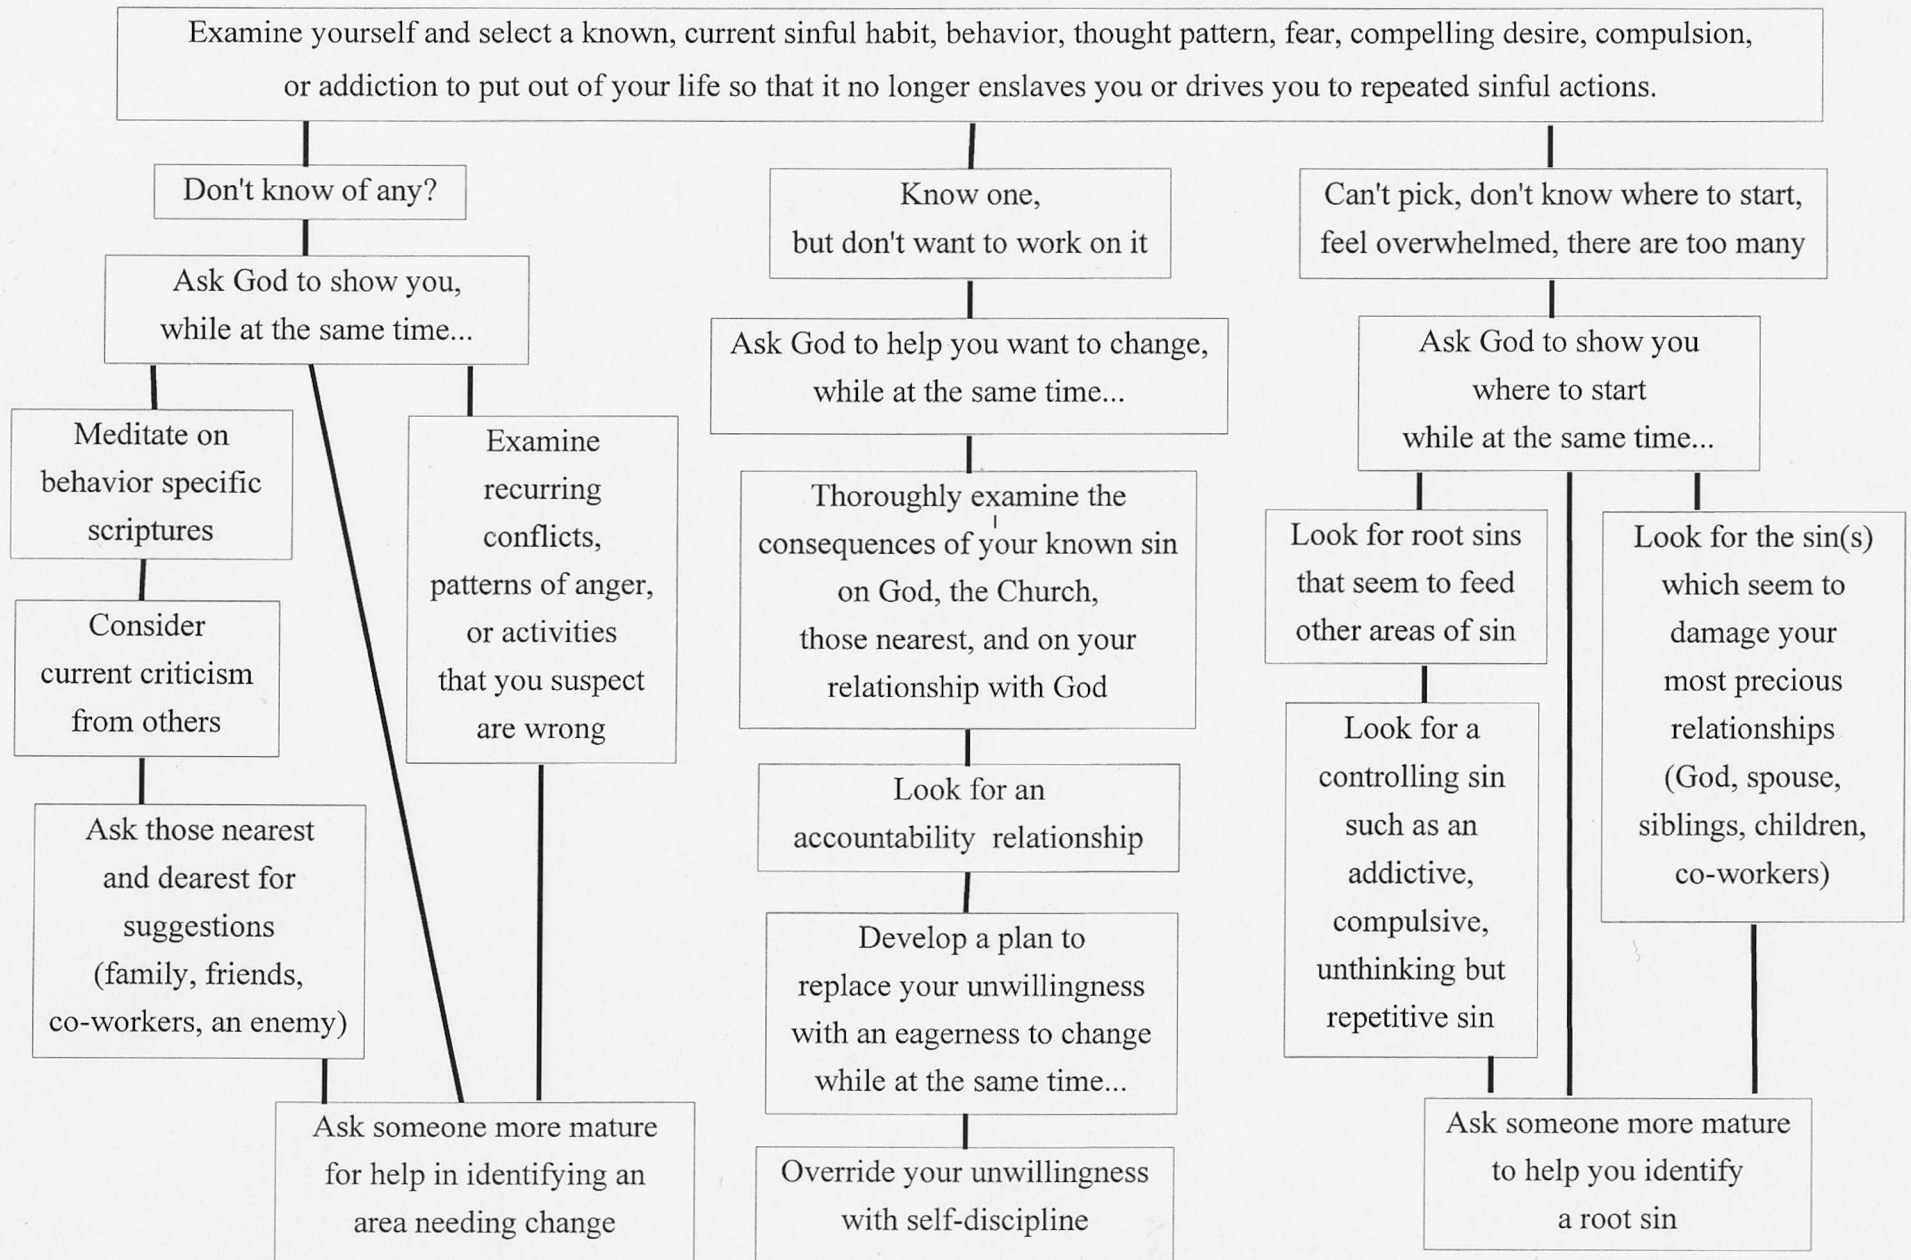 Examine yourself and select a known, current sinful habit, behavior, thought pattern, fear, compelling desire, compulsion,
or addiction to put out of your life so that it no longer enslaves you or drives you to repeated sinful actions.
Don't know of any?
Ask God to show you,
while at the same time...
Meditate on
behavior specific
scriptures
Consider
current criticism
from others
Ask those nearest
and dearest for
suggestions
(family, friends,
co-workers, an enemy)
Examine
recurring
conflicts,
patterns of anger,
or activities
that you suspect
are wrong
Ask someone more mature
for help in identifying an
area needing change
Know one,
but don't want to work on it
Ask God to help you want to change,
while at the same time...
Thoroughly examine the
consequences of your known sin
on God, the Church,
those nearest, and on your
relationship with God
Look for an
accountability relationship
Develop a plan to
replace your unwillingness
with an eagerness to change
while at the same time...
Override your unwillingness
with self-discipline
Can't pick, don't know where to start,
feel overwhelmed, there are too many
Ask God to show you
where to start
while at the same time...
Look for root sins
that seem to feed
other areas of sin
Look for a
controlling sin
such as an
addictive,
compulsive,
unthinking but
repetitive sin
Look for the sin(s)
which seem to
damage your
most precious
relationships
(God, spouse,
siblings, children,
co-workers)
Ask someone more mature
to help you identify
a root sin